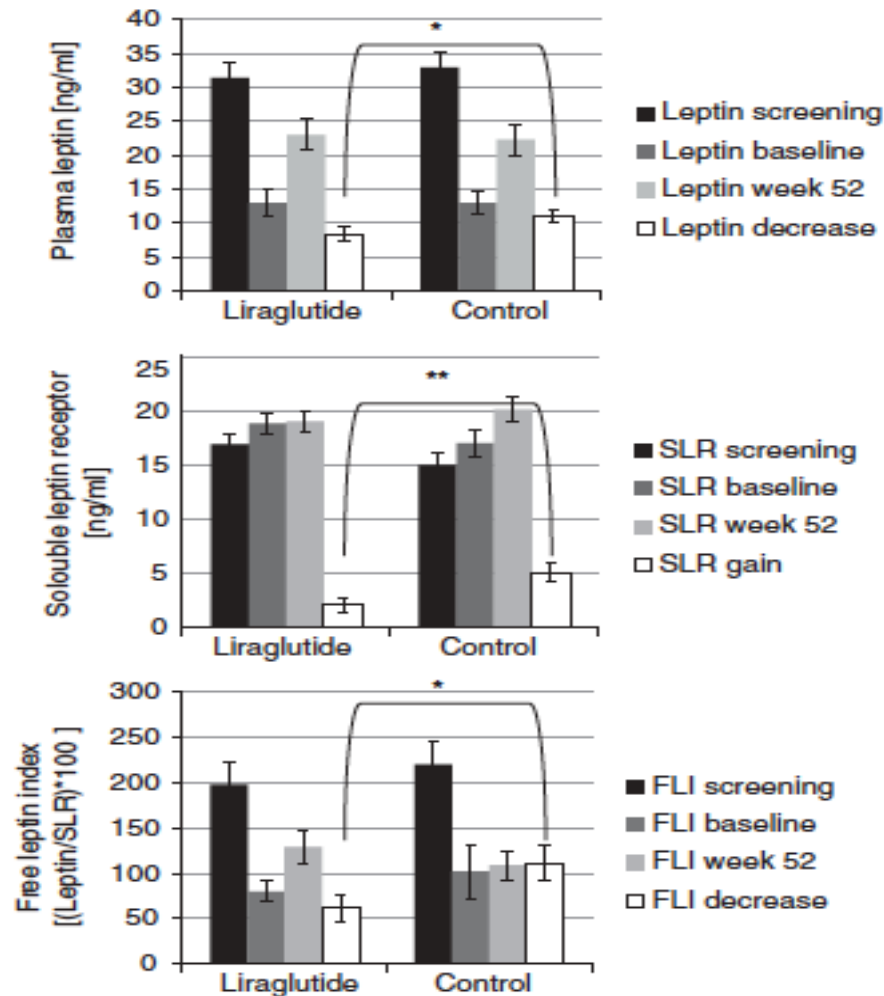 Plasma leptin [ng/ml]
40
35
30
25
20
15
10
5
0
*
Liraglutide Control
Leptin screening
Leptin baseline
Leptin week 52
Leptin decrease
Solouble leptin receptor
[ng/ml]
25
20
15
10
5
0
**
Liraglutide Control
SLR screening
SLR baseline
SLR week 52
SLR gain
Free leptin index
[(Leptin/SLR)*100 ]
300
250
200
150
100
50
0
*
Liraglutide Control
FLI screening
FLI baseline
FLI week 52
FLI decrease